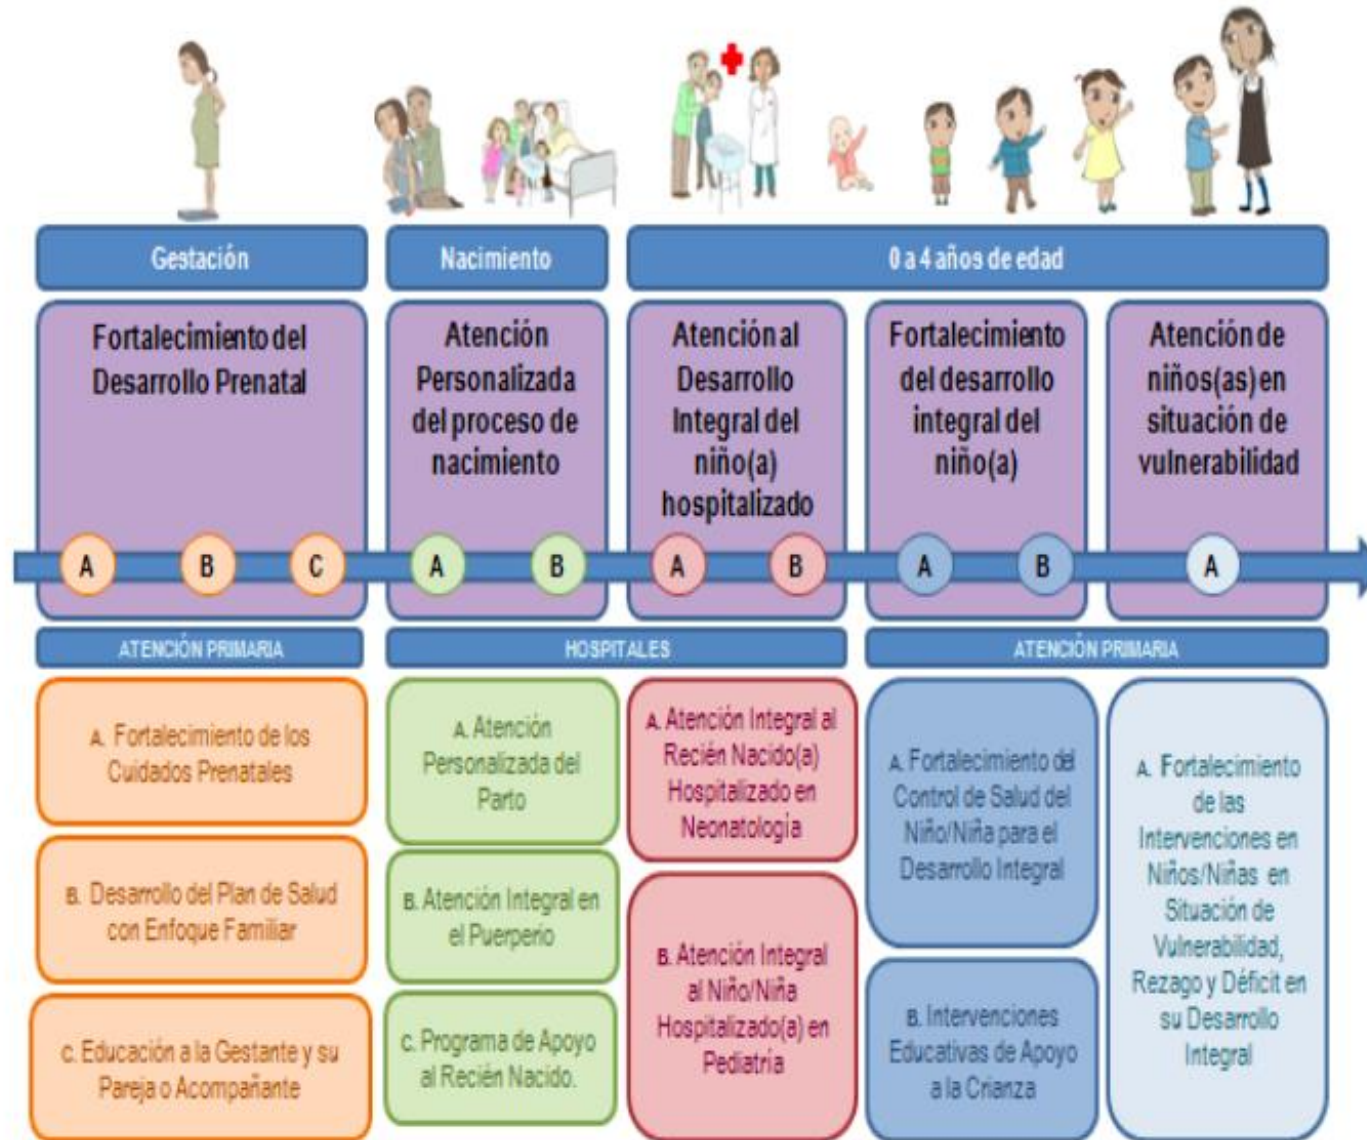 Gestación
Nacimiento
0 a 4 años de edad
Fortalecimiento del
Desarrollo Prenatal
Atención
Personalizada
del proceso de
nacimiento
Atención al
Desarrollo
Integral del
niño(a)
hospitalizado
Fortalecimiento
del desarrollo
integral del
niño(a)
Atención de
niños(as) en
situación de
vulnerabilidad
A
B
C
A
B
A
B
A
B
A
ATENCIÓN PRIMARIA
HOSPITALES
ATENCIÓN PRIMARIA
A. Fortalecimiento de los
Cuidados Prenatales
B. Desarrollo del Plan de Salud
con Enfoque Familiar
C. Educación a la Gestante y su
Pareja o Acompañante
A. Atención
Personalizada del
Parto
B. Atención Integral en
el Puerperio
C. Programa de Apoyo
al Recién Nacido.
A. Atención Integral al
Recién Nacido(a)
Hospitalizado en
Neonatología
B. Atención Integral
al Niño/Niña
Hospitalizado(a) en
Pediatría
A. Fortalecimiento del
Control de Salud del
Niño/Niña para el
Desarrollo Integral
B. Intervenciones
Educativas de Apoyo
a la Crianza
A. Fortalecimiento
de las
Intervenciones en
Niños/Niñas en
Situación de
Vulnerabilidad,
Rezago y Déficit en
su Desarrollo
Integral